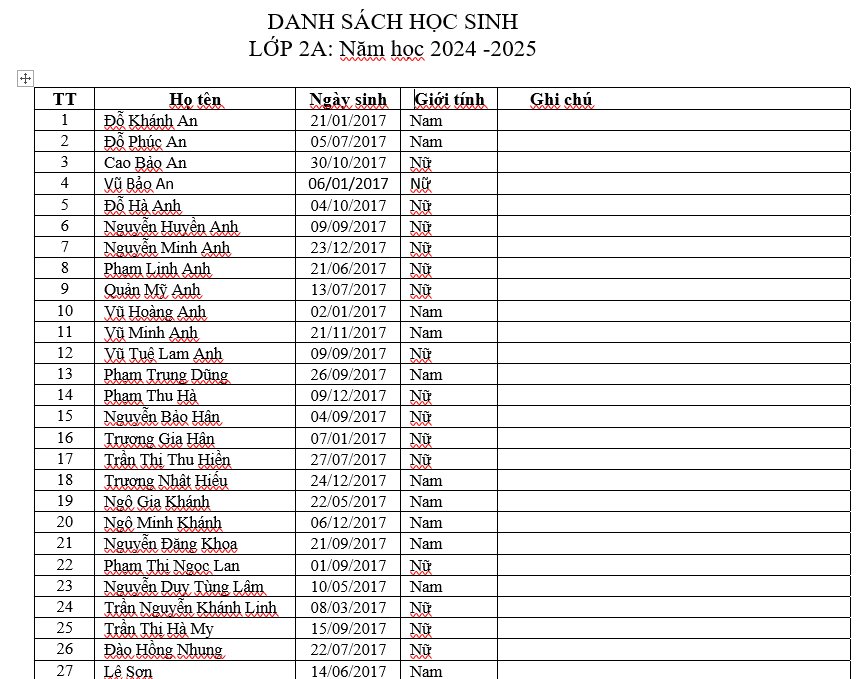 DANH SÁCH HỌC SINH
LỚP 2A: Năm học 2024 -2025
TT Họ tên Ngày sinh Giới tính Ghi chú
1 Đỗ Khánh An 21/01/2017 Nam
2 Đỗ Phúc An 05/07/2017 Nam
3 Cao Bảo An 30/10/2017 Nữ
4 Vũ Bảo An 06/01/2017 Nữ
5 Đỗ Hà Anh 04/10/2017 Nữ
6 Nguyễn Huyền Anh 09/09/2017 Nữ
7 Nguyễn Minh Anh 23/12/2017 Nữ
8 Phạm Linh Anh 21/06/2017 Nữ
9 Quản Mỹ Anh 13/07/2017 Nữ
10 Vũ Hoàng Anh 02/01/2017 Nam
11 Vũ Minh Anh 21/11/2017 Nam
12 Vũ Tuệ Lam Anh 09/09/2017 Nữ
13 Phạm Trung Dũng 26/09/2017 Nam
14 Phạm Thu Hà 09/12/2017 Nữ
15 Nguyễn Bảo Hân 04/09/2017 Nữ
16 Trương Gia Hân 07/01/2017 Nữ
17 Trần Thị Thu Hiền 27/07/2017 Nữ
18 Trương Nhật Hiếu 24/12/2017 Nam
19 Ngô Gia Khánh 22/05/2017 Nam
20 Ngô Minh Khánh 06/12/2017 Nam
21 Nguyễn Đăng Khoa 21/09/2017 Nam
22 Phạm Thị Ngọc Lan 01/09/2017 Nữ
23 Nguyễn Duy Tùng Lâm 10/05/2017 Nam
24 Trần Nguyễn Khánh Linh 08/03/2017 Nữ
25 Trần Thị Hà My 15/09/2017 Nữ
26 Đào Hồng Nhung 22/07/2017 Nữ
27 Lê Sơn 14/06/2017 Nam